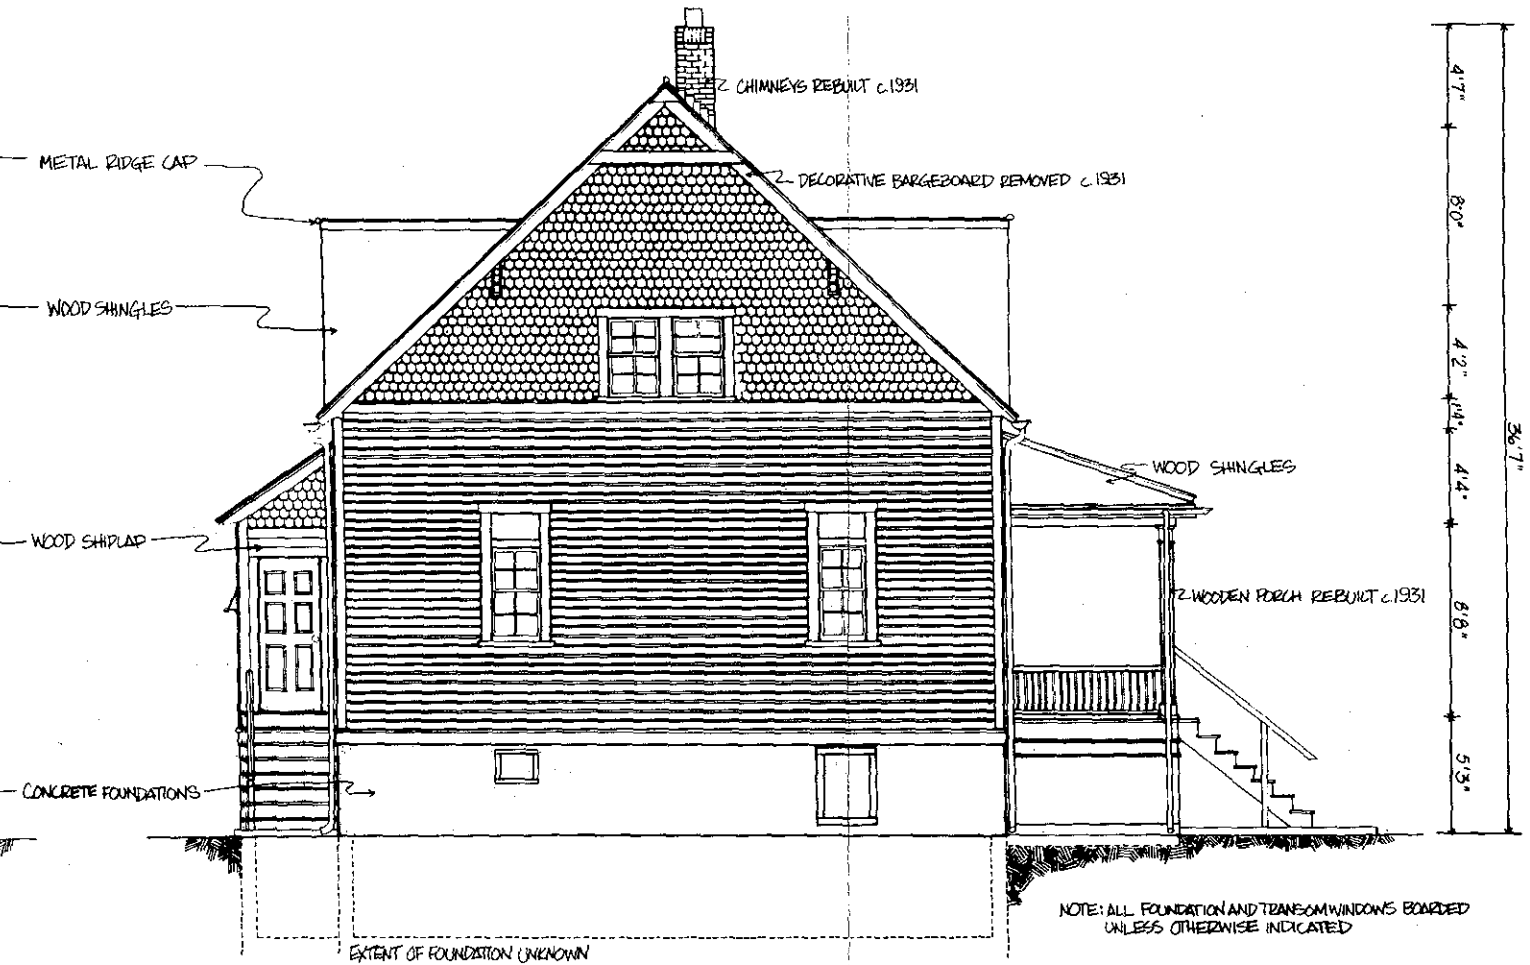 CHIMNEYS REBUILT c.1931
METAL RIDGE CAP
DECORATIVE BARGEBOARD REMOVED c.1931
WOOD SHINGLES
WOOD SHINGLES
WOOD SHIPLAP
WOODEN PORCH REBUILT c.1931
CONCRETE FOUNDATIONS
NOTE: ALL FOUNDATION AND TRANSOM WINDOWS BOARDED
UNLESS OTHERWISE INDICATED
EXTENT OF FOUNDATION UNKNOWN
4'7"
8'0"
4'2"
1'4"
4'4"
8'8"
5'3"
36'7"